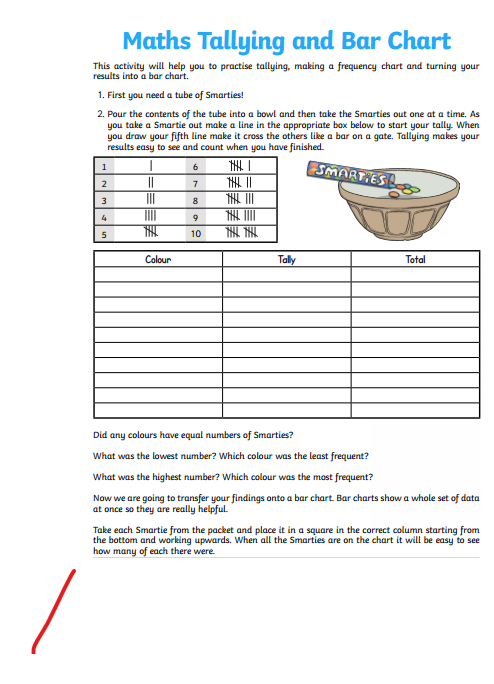 Maths Tallying and Bar Chart
This activity will help you to practise tallying, making a frequency chart and turning your
results into a bar chart.
1. First you need a tube of Smarties!
2. Pour the contents of the tube into a bowl and then take the Smarties out one at a time. As
you take a Smartie out make a line in the appropriate box below to start your tally. When
you draw your fifth line make it cross the others like a bar on a gate. Tallying makes your
results easy to see and count when you have finished.
1 6
2 7
3 8
4 9
5 10
SMARTIES
Colour Tally Total
Did any colours have equal numbers of Smarties?
What was the lowest number? Which colour was the least frequent?
What was the highest number? Which colour was the most frequent?
Now we are going to transfer your findings onto a bar chart. Bar charts show a whole set of data
at once so they are really helpful.
Take each Smartie from the packet and place it in a square in the correct column starting from
the bottom and working upwards. When all the Smarties are on the chart it will be easy to see
how many of each there were.